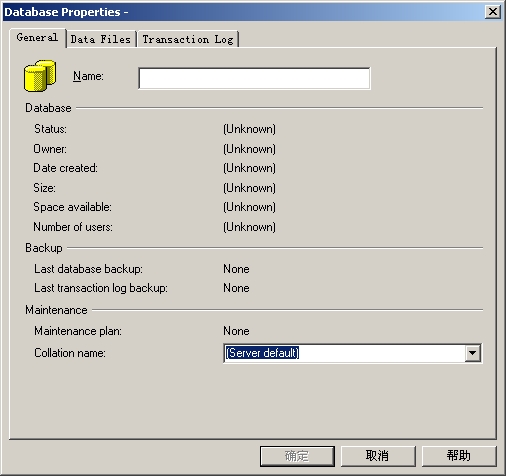 Database Properties -
General Data Files Transaction Log
Name:
Database
Status: (Unknown)
Owner: (Unknown)
Date created: (Unknown)
Size: (Unknown)
Space available: (Unknown)
Number of users: (Unknown)
Backup
Last database backup: None
Last transaction log backup: None
Maintenance
Maintenance plan: None
Collation name: (Server default)
确定 取消 帮助